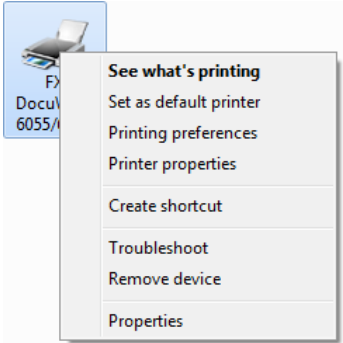 See what's printing
FX
Set as default printer
6055/
Printing preferences
Printer properties
Create shortcut
Troubleshoot
Remove device
Properties